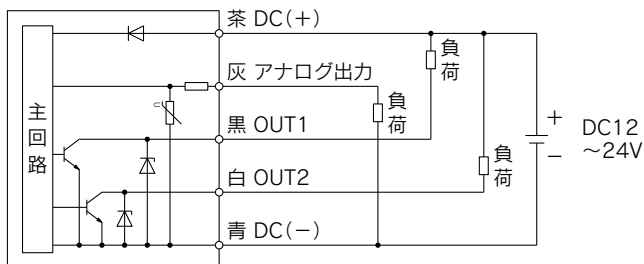 茶 DC(+)
灰 アナログ出力
負荷
負荷
主回路
黒 OUT1
負荷
+
−
DC12
~24V
白 OUT2
青 DC(−)